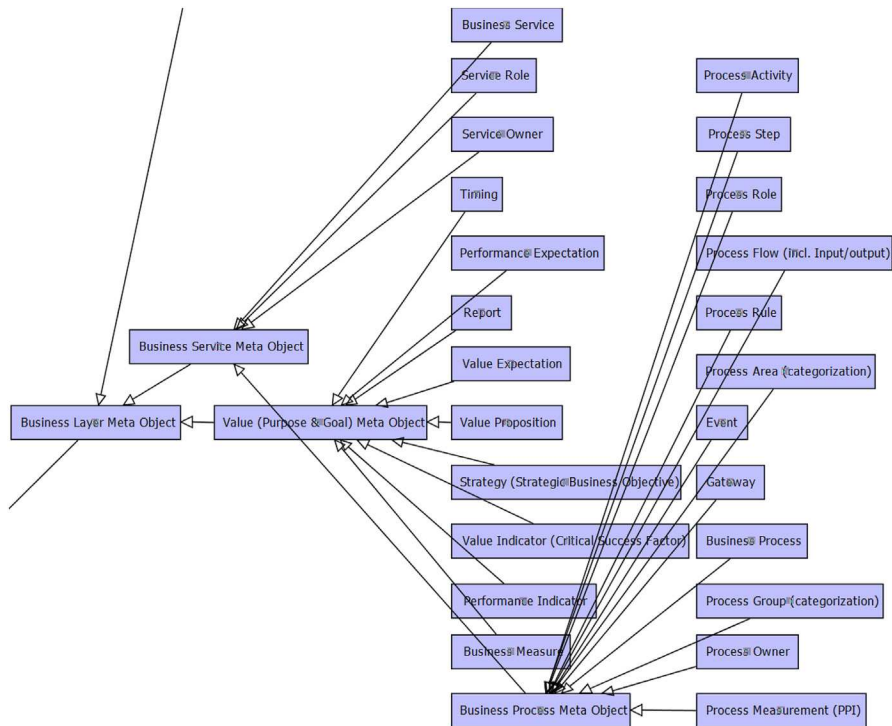 Business Service
Service Role
Process Activity
Service Owner
Process Step
Timing
Process Role
Performance Expectation
Process Flow (incl. Input/output)
Report
Process Rule
Business Service Meta Object
Value Expectation
Process Area (categorization)
Business Layer Meta Object
Value (Purpose & Goal) Meta Object
Value Proposition
Event
Strategy (Strategic Business Objective)
Gateway
Value Indicator (Critical Success Factor)
Business Process
Performance Indicator
Process Group (categorization)
Business Measure
Process Owner
Business Process Meta Object
Process Measurement (PPI)